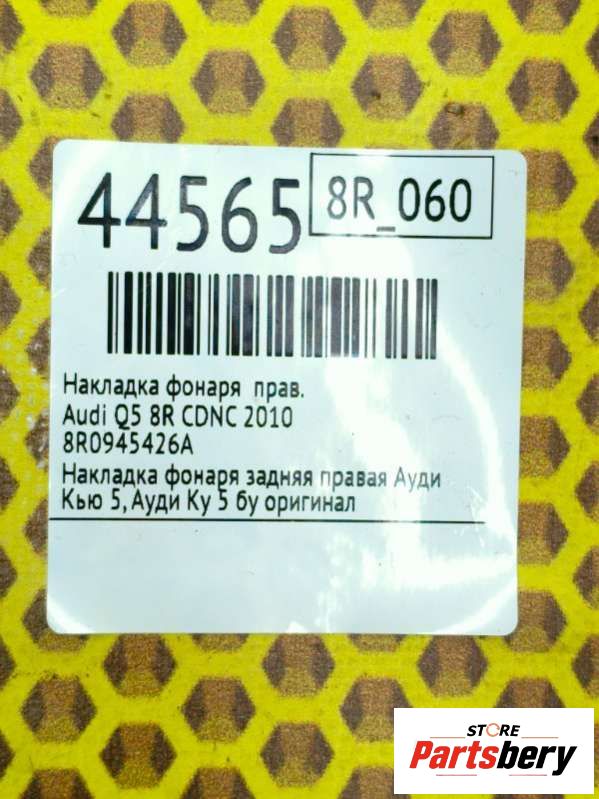 44565
8R_060
Накладка фонаря прав.
Audi Q5 8R CDNC 2010
8R0945426A
Накладка фонаря задняя правая Ауди
Кью 5, Ауди Ку 5 бу оригинал
STORE
Partsbery